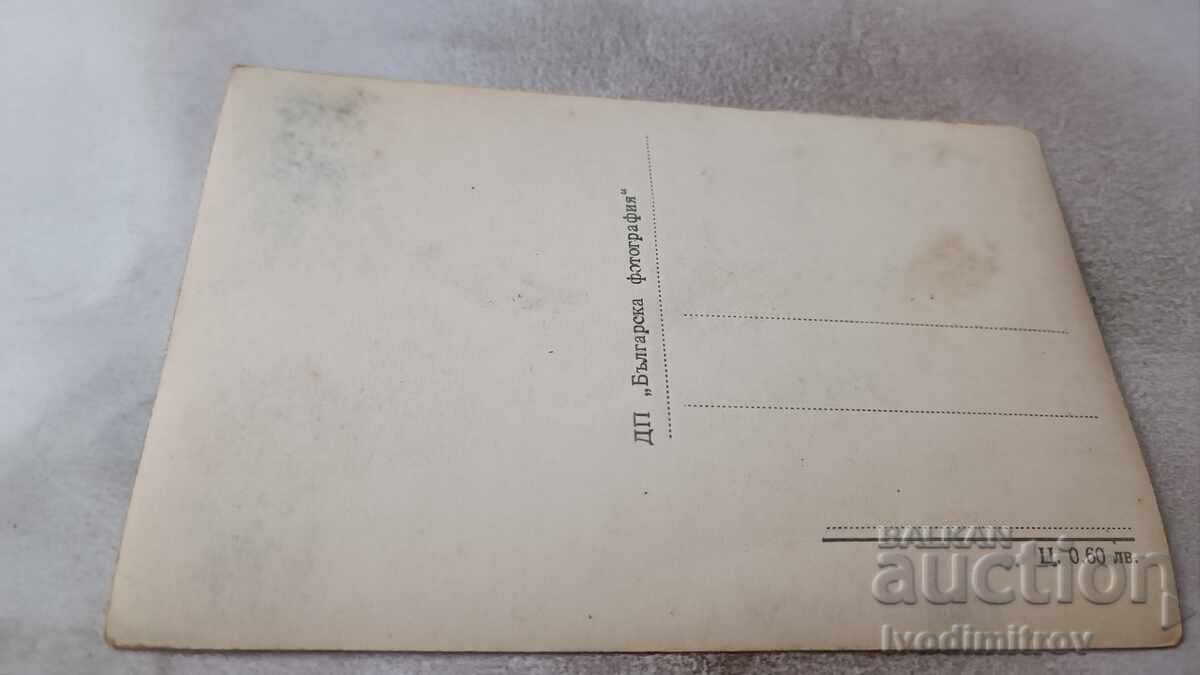 ДП „Българска фотография“
Ц. 0.60 лв.
BALKAN
auction
Ivodimitrov